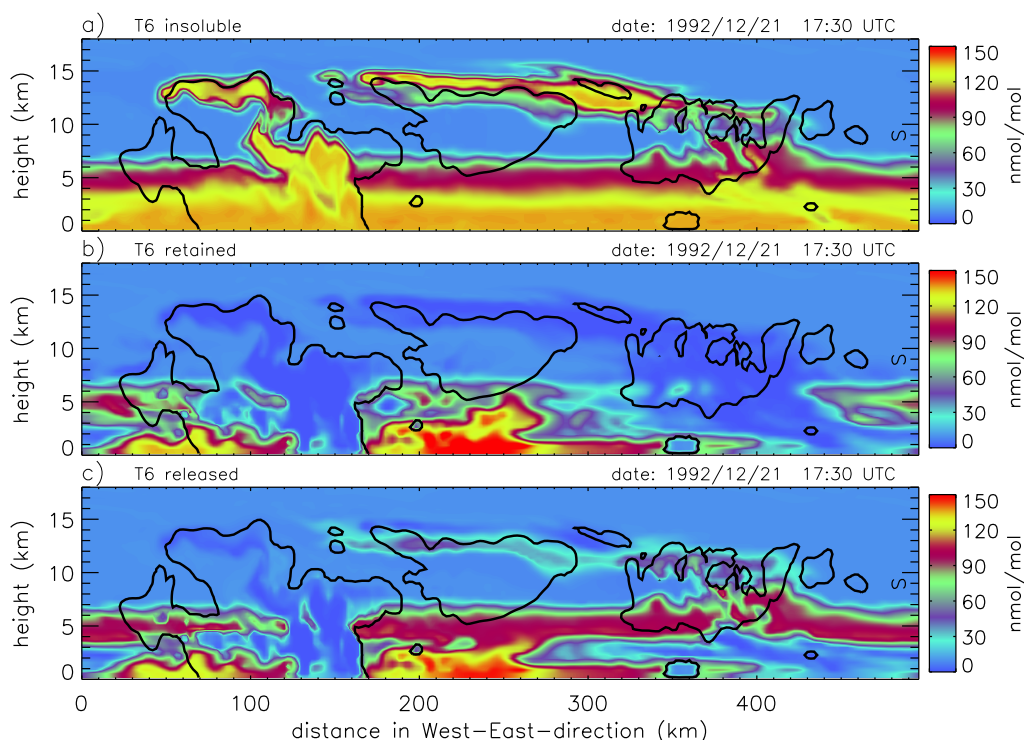 a) T6 insoluble date: 1992/12/21 17:30 UTC
15
10
5
0
height (km)
S
150
120
90
60
30
0
nmol/mol
b) T6 retained date: 1992/12/21 17:30 UTC
15
10
5
0
height (km)
S
150
120
90
60
30
0
nmol/mol
c) T6 released date: 1992/12/21 17:30 UTC
15
10
5
0
height (km)
S
150
120
90
60
30
0
nmol/mol
0 100 200 300 400
distance in West-East-direction (km)